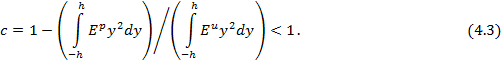 c = 1 − ( ∫_{-h}^{h} E^p y^2 dy ) / ( ∫_{-h}^{h} E^u y^2 dy ) < 1. (4.3)